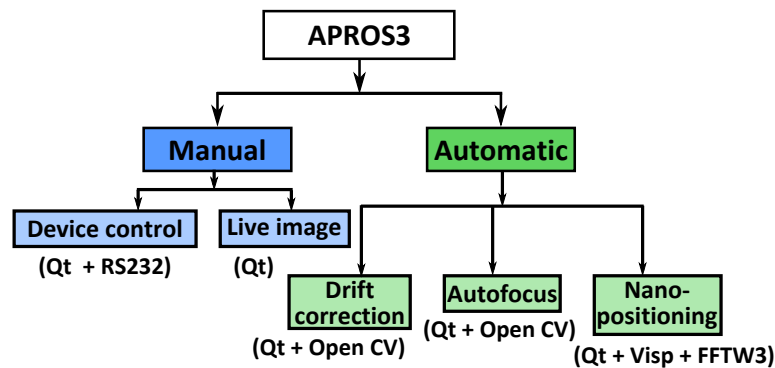 APROS3
Manual
Automatic
Device control
Live image
(Qt + RS232)
(Qt)
Drift
correction
(Qt + Open CV)
Autofocus
(Qt + Open CV)
Nano-
positioning
(Qt + Visp + FFTW3)